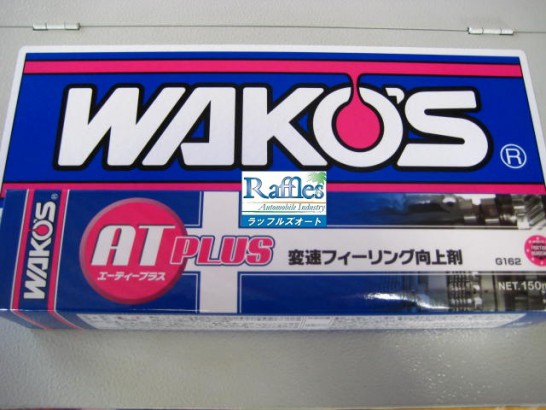 WAKO'S®
Raffles
Automobile Industry
ラッフルズオート
WAKO'S®
AT PLUS
エーティープラス
変速フィーリング向上剤
G162
NET.150